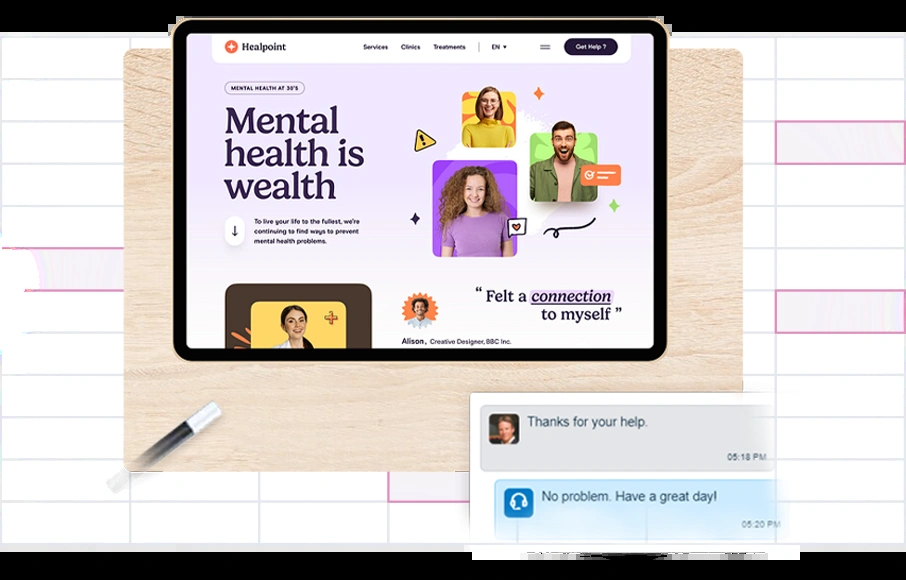 Healpoint
Services
Clinics
Treatments
EN
Get Help ?
MENTAL HEALTH AT 30'S
Mental
health is
wealth
To live your life to the fullest, we're
continuing to find ways to prevent
mental health problems.
“ Felt a connection
to myself ”
Alison, Creative Designer, BBC Inc.
Thanks for your help.
05:18 PM
No problem. Have a great day!
05:20 PM